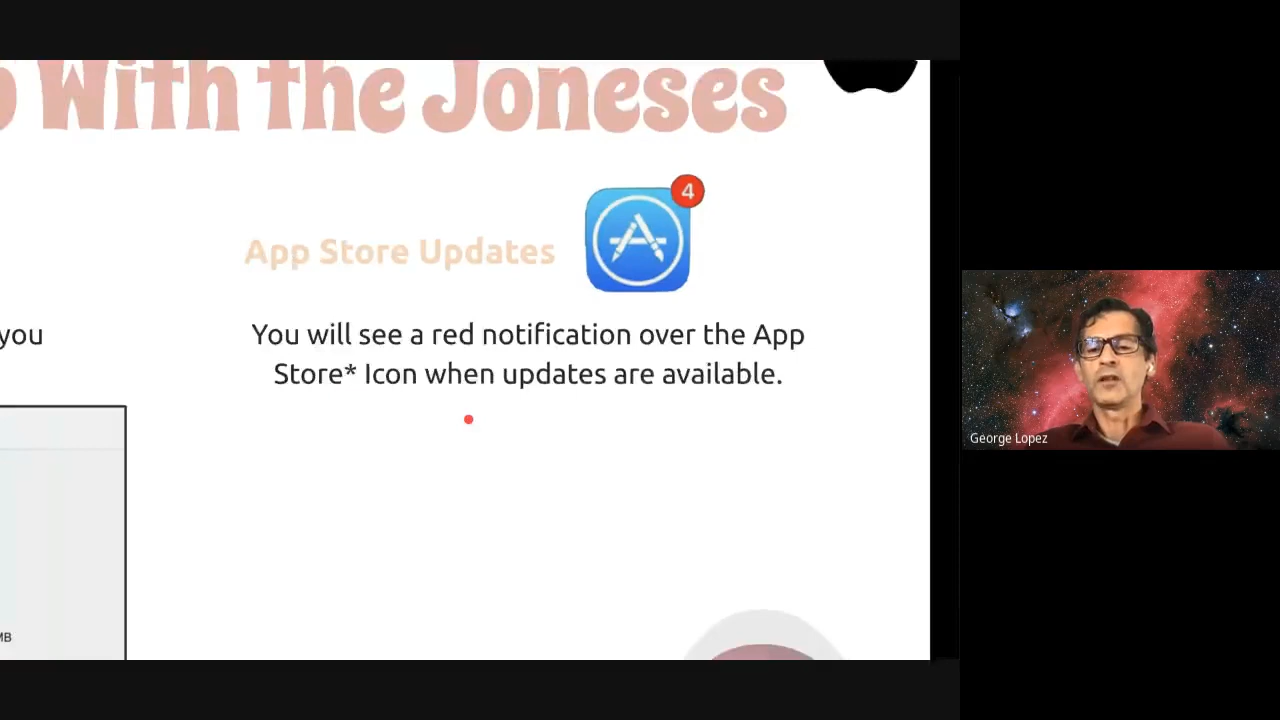 With the Joneses
4
App Store Updates
you
You will see a red notification over the App
Store* Icon when updates are available.
George Lopez
MB